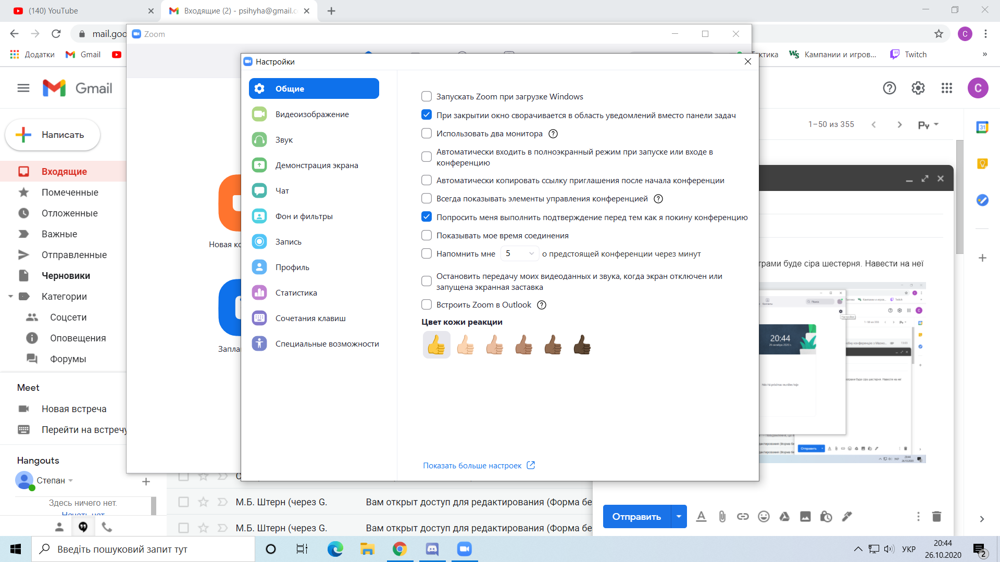 (140) YouTube
Входящие (2) - psihyha@gmail.c
mail.goo
Додатки
Gmail
тика
Кампании и игров...
Twitch
»
Zoom
Настройки
Gmail
Написать
1–50 из 355
Ру
Входящие
Помеченные
Отложенные
Важные
Отправленные
Черновики
Категории
Соцсети
Оповещения
Форумы
Meet
Новая встреча
Перейти на встречу
Hangouts
Степан
Здесь ничего нет.
Новая ко
Заплан
Общие
Видеоизображение
Звук
Демонстрация экрана
Чат
Фон и фильтры
Запись
Профиль
Статистика
Сочетания клавиш
Специальные возможности
Запускать Zoom при загрузке Windows
При закрытии окно сворачивается в область уведомлений вместо панели задач
Использовать два монитора
Автоматически входить в полноэкранный режим при запуске или входе в
конференцию
Автоматически копировать ссылку приглашения после начала конференции
Всегда показывать элементы управления конференцией
Попросить меня выполнить подтверждение перед тем как я покину конференцию
Показывать мое время соединения
Напомнить мне 5 о предстоящей конференции через минут
Остановить передачу моих видеоданных и звука, когда экран отключен или
запущена экранная заставка
Встроить Zoom в Outlook
Цвет кожи реакции
Показать больше настроек
грами буде сіра шестерня. Навести на неї
20:44
Não há próximas reuniões hoje
Отправить
М.Б. Штерн (через G. Вам открыт доступ для редактирования (Форма бе
М.Б. Штерн (через G. Вам открыт доступ для редактирования (Форма бе
Отправить
Введіть пошуковий запит тут
УКР
20:44
26.10.2020
2